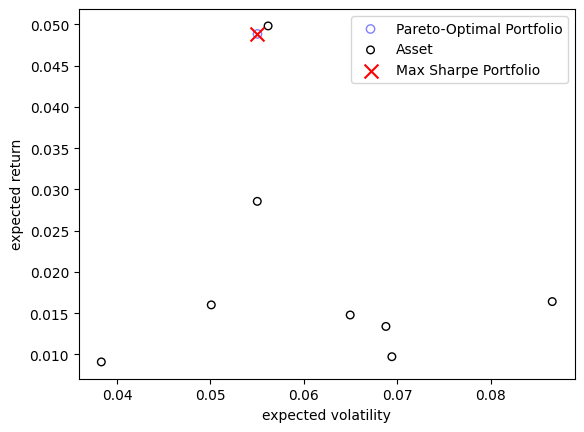 Pareto-Optimal Portfolio
Asset
Max Sharpe Portfolio
expected return
0.050
0.045
0.040
0.035
0.030
0.025
0.020
0.015
0.010
0.04 0.05 0.06 0.07 0.08
expected volatility